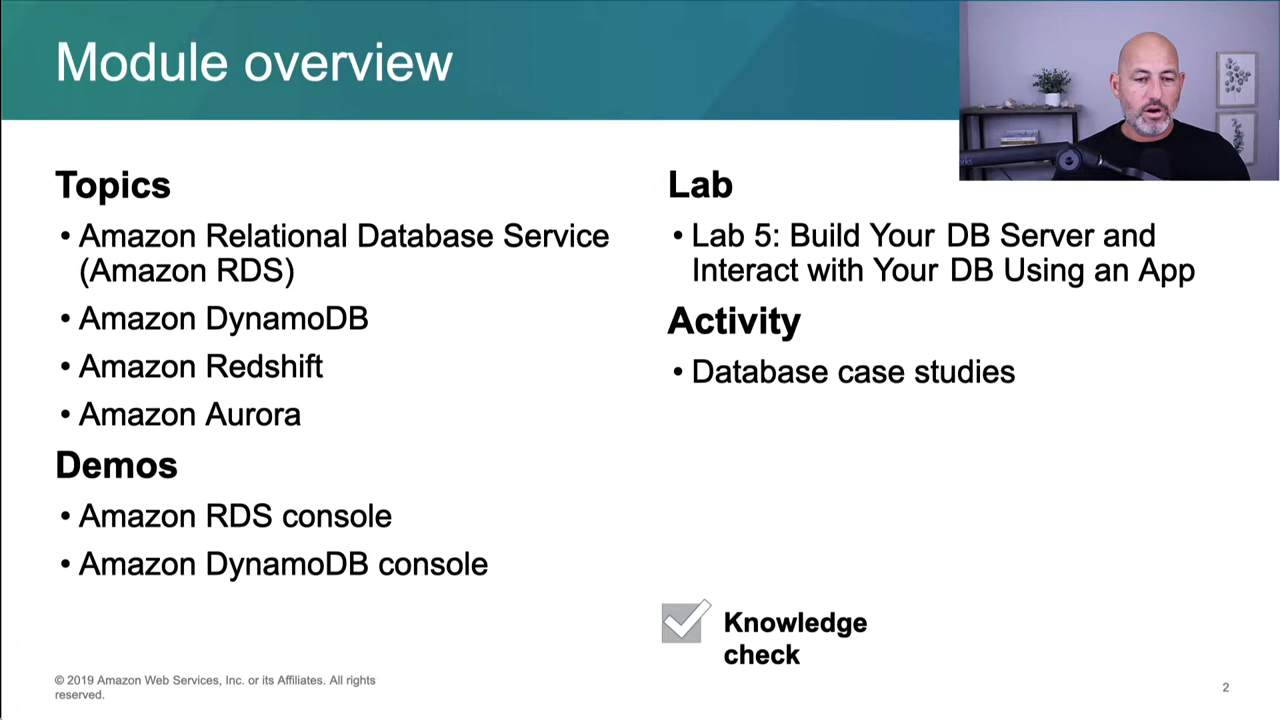 Module overview
Topics
• Amazon Relational Database Service
(Amazon RDS)
• Amazon DynamoDB
• Amazon Redshift
• Amazon Aurora
Demos
• Amazon RDS console
• Amazon DynamoDB console
Lab
• Lab 5: Build Your DB Server and
Interact with Your DB Using an App
Activity
• Database case studies
Knowledge
check
© 2019 Amazon Web Services, Inc. or its Affiliates. All rights
reserved.
2